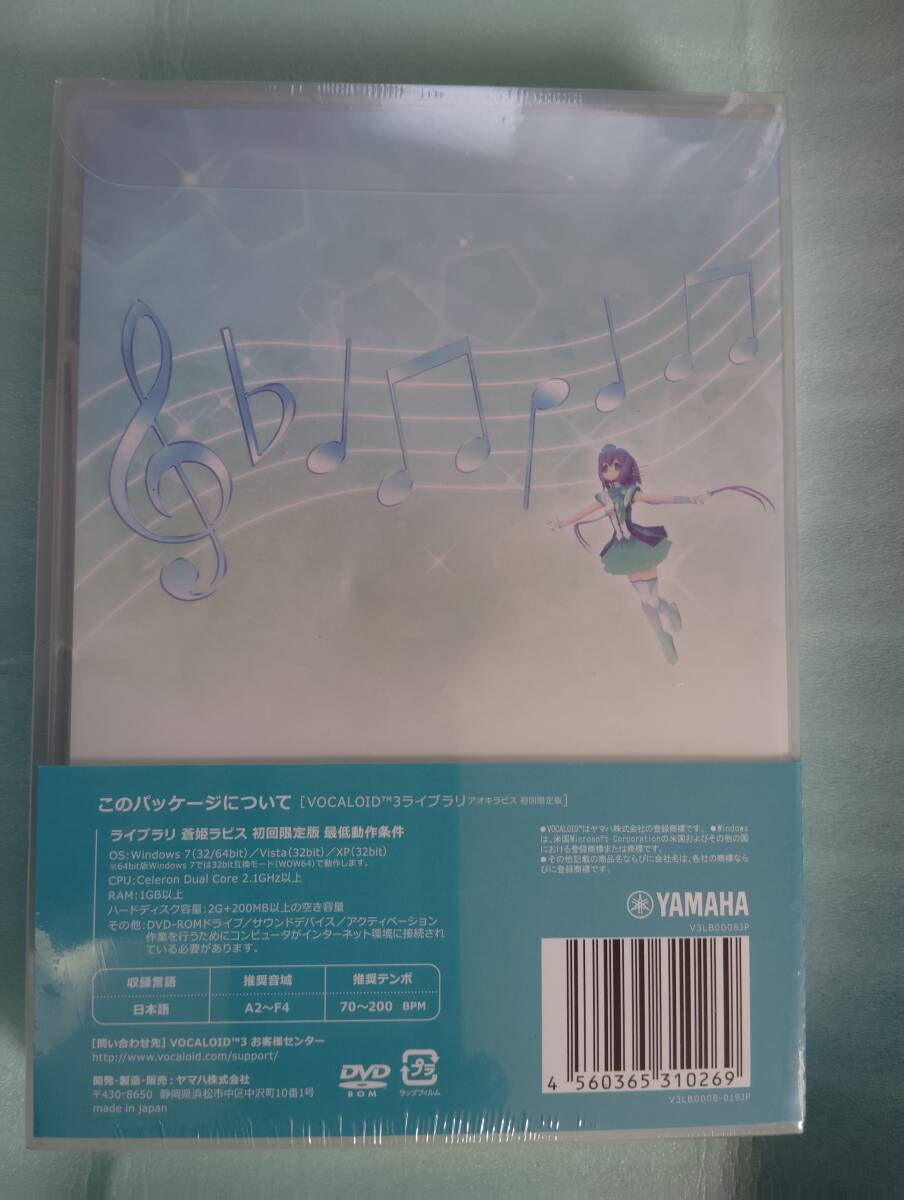 このパッケージについて [VOCALOID™3ライブラリ アオキラピス 初回限定版]
ライブラリ 蒼姫ラピス 初回限定版 最低動作条件
OS:Windows 7(32/64bit)/Vista(32bit)/XP(32bit)
※64bit版Windows 7では32bit互換モード(WOW64)で動作します。
CPU:Celeron Dual Core 2.1GHz以上
RAM:1GB以上
ハードディスク容量:2G+200MB以上の空き容量
その他:DVD-ROMドライブ/サウンドデバイス/アクティベーション
作業を行うためにコンピュータがインターネット環境に接続され
ている必要があります。
収録言語 推奨音域 推奨テンポ
日本語 A2~F4 70~200 BPM
[問い合わせ先] VOCALOID™3 お客様センター
http://www.vocaloid.com/support/
開発・製造・販売:ヤマハ株式会社
〒430-8650 静岡県浜松市中区中沢町10番1号
made in japan
DVD
ROM
プラ
ラップフィルム
●VOCALOID™はヤマハ株式会社の登録商標です。●Windows
は、米国Microsoft Corporationの米国およびその他の国
における登録商標または商標です。
●その他記載の商品名ならびに会社名は、各社の商標なら
びに登録商標です。
YAMAHA
V3LB0008JP
4 560365 310269
V3LB0008-019JP